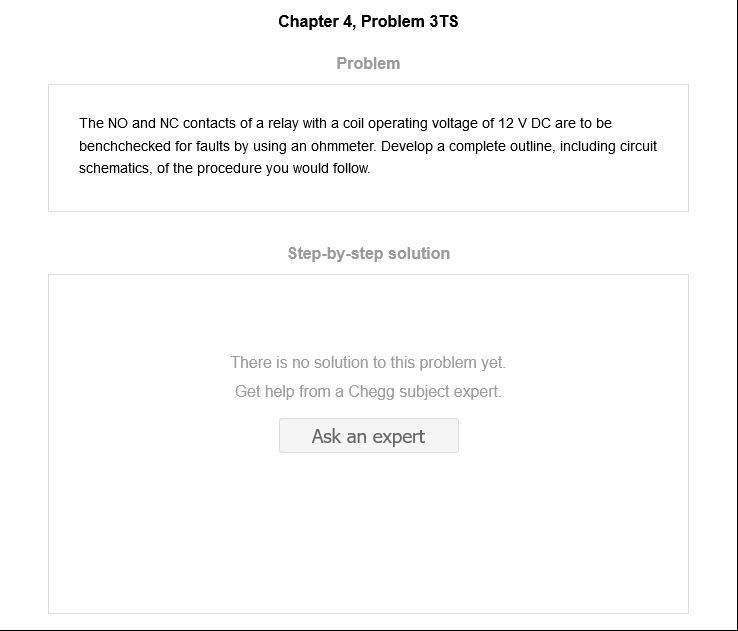 Chapter 4, Problem 3TS
Problem
The NO and NC contacts of a relay with a coil operating voltage of 12 V DC are to be
benchchecked for faults by using an ohmmeter. Develop a complete outline, including circuit
schematics, of the procedure you would follow.
Step-by-step solution
There is no solution to this problem yet.
Get help from a Chegg subject expert.
Ask an expert